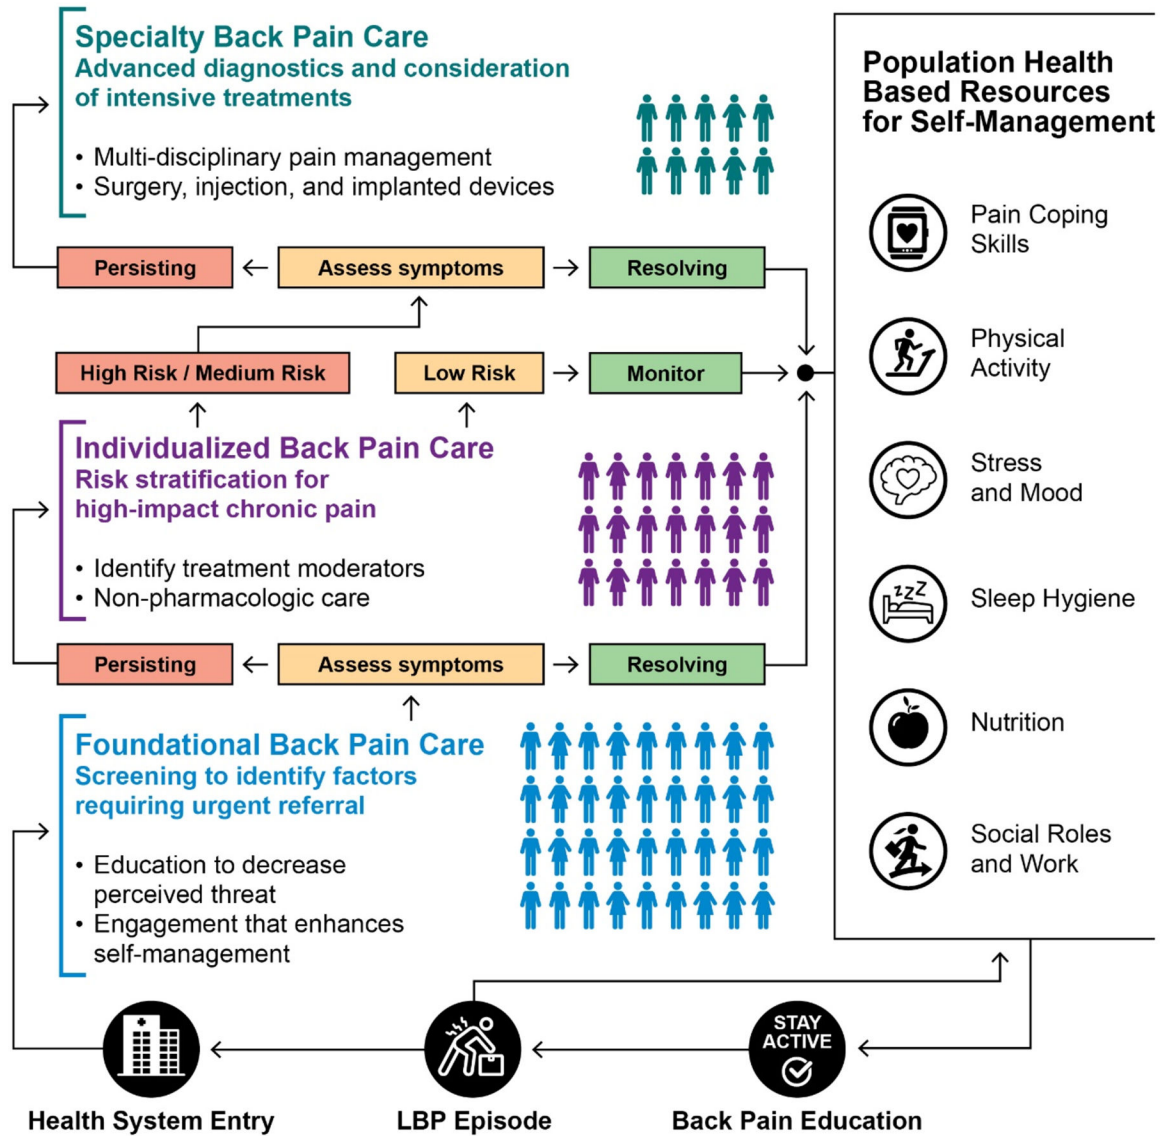 Specialty Back Pain Care
Advanced diagnostics and consideration
of intensive treatments
• Multi-disciplinary pain management
• Surgery, injection, and implanted devices
Persisting
Assess symptoms
Resolving
High Risk / Medium Risk
Low Risk
Monitor
Individualized Back Pain Care
Risk stratification for
high-impact chronic pain
• Identify treatment moderators
• Non-pharmacologic care
Persisting
Assess symptoms
Resolving
Foundational Back Pain Care
Screening to identify factors
requiring urgent referral
• Education to decrease
perceived threat
• Engagement that enhances
self-management
Population Health
Based Resources
for Self-Management
Pain Coping
Skills
Physical
Activity
Stress
and Mood
zzZ
Sleep Hygiene
Nutrition
Social Roles
and Work
STAY
ACTIVE
Health System Entry
LBP Episode
Back Pain Education